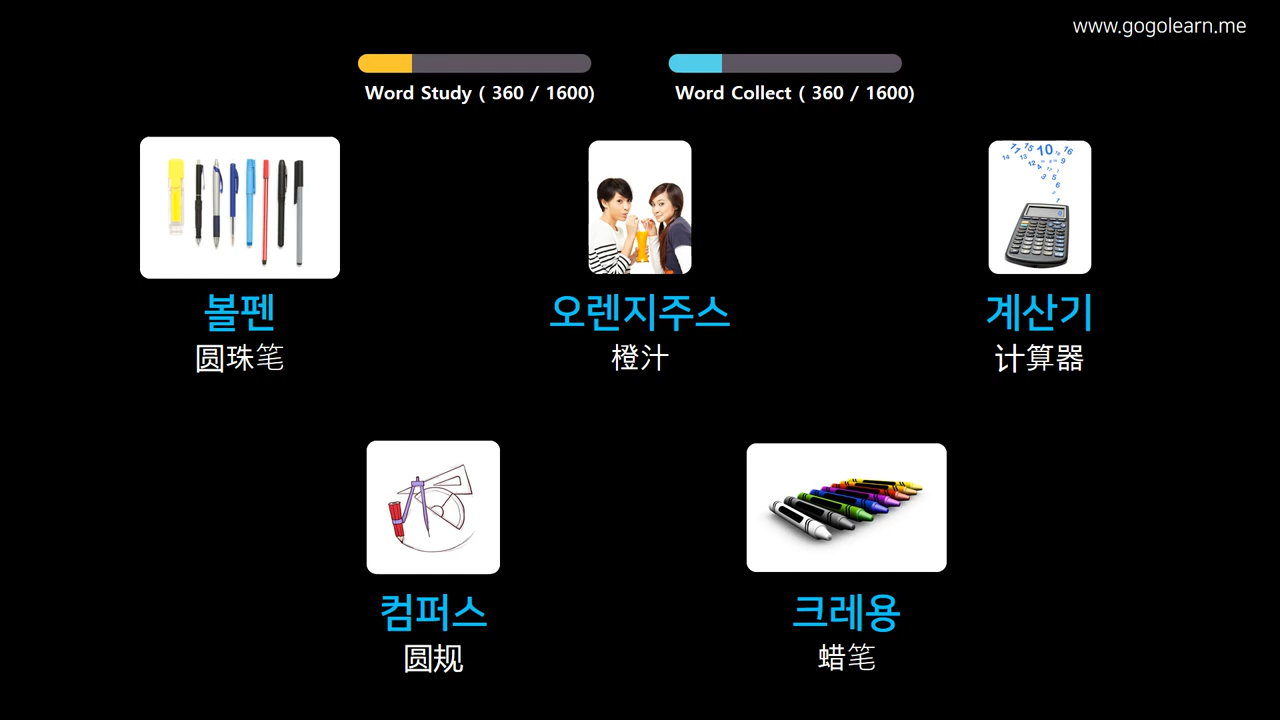 www.gogolearn.me
Word Study ( 360 / 1600)
Word Collect ( 360 / 1600)
볼펜
圆珠笔
오렌지주스
橙汁
계산기
计算器
컴퍼스
圆规
크레용
蜡笔